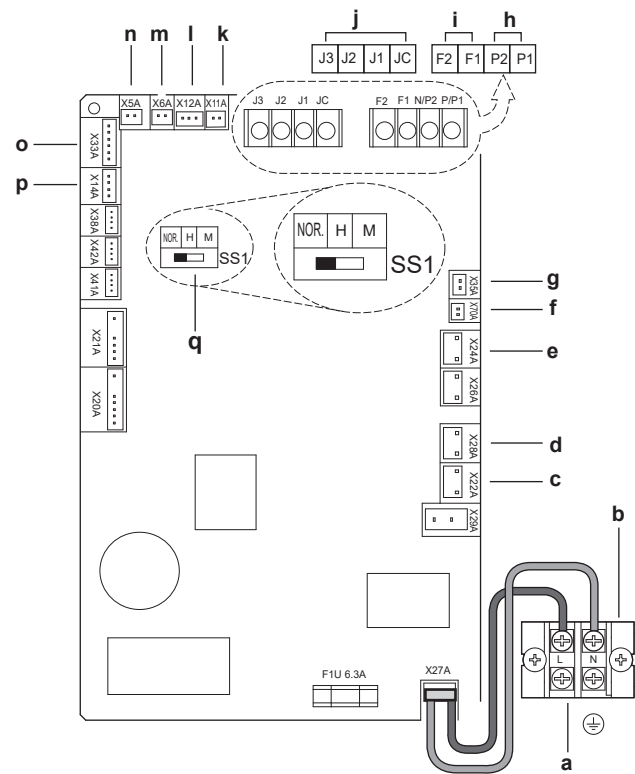 j
i
h
n
m
l
k
J3 J2 J1 JC
F2 F1 P2 P1
X5A X6A X12A X11A
J3 J2 J1 JC
F2 F1 N/P2 P/P1
o
X33A
p
X14A
X38A
X42A
X41A
NOR. H M
SS1
NOR. H M
SS1
q
X35A
g
X70A
f
X21A
X24A
e
X20A
X26A
X28A
d
X22A
c
X29A
b
L N
F1U 6.3A
X27A
a